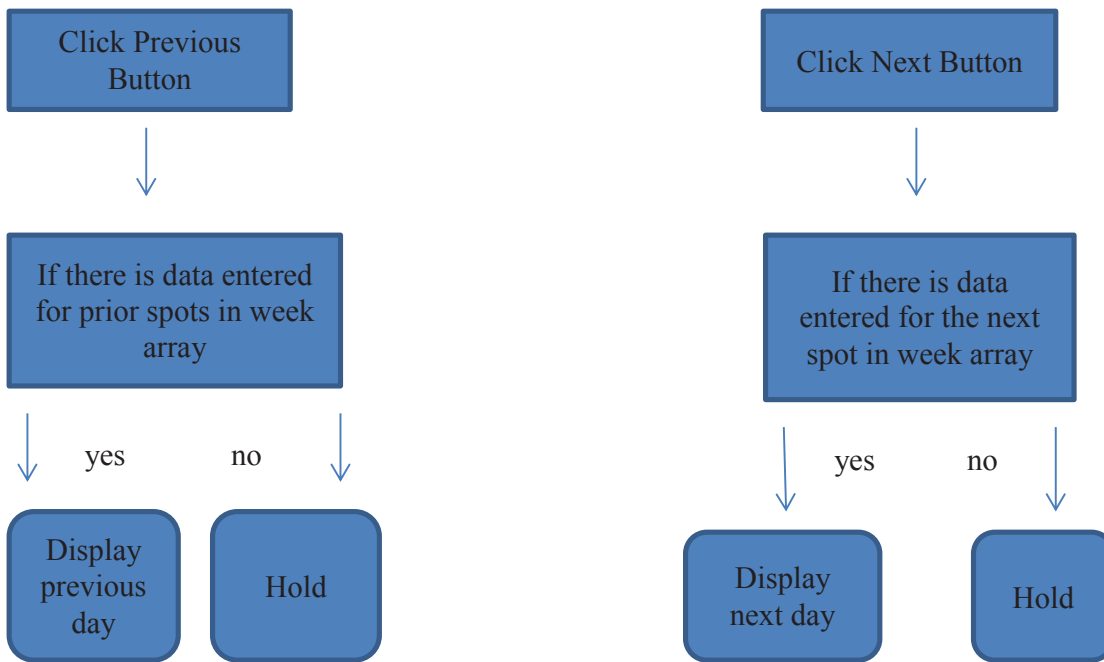 Click Previous
Button
If there is data entered
for prior spots in week
array
yes
no
Display
previous
day
Hold
Click Next Button
If there is data
entered for the next
spot in week array
yes
no
Display
next day
Hold